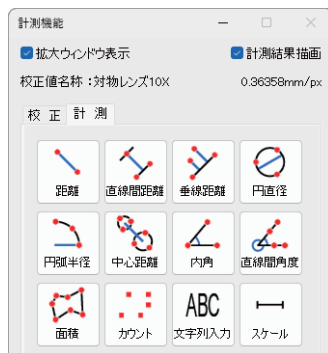 計測機能
拡大ウィンドウ表示 計測結果描画
校正値名称：対物レンズ10X 0.36358mm/px
校 正 計 測
距離 直線間距離 垂線距離 円直径
円弧半径 中心距離 内角 直線間角度
ABC
面積 カウント 文字列入力 スケール